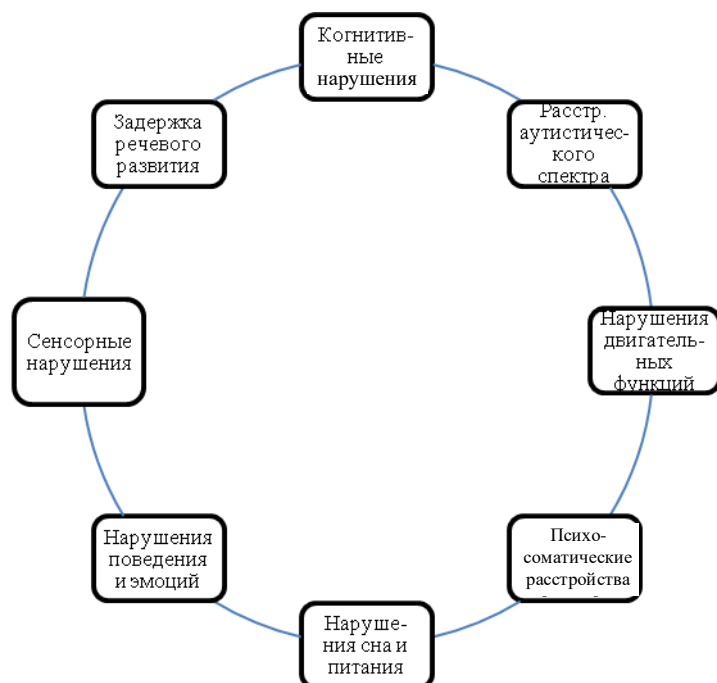 Когнитив-
ные
нарушения
Расстр.
аутистичес-
кого
спектра
Нарушения
двигатель-
ных
функций
Психо-
соматические
расстройства
Наруше-
ния сна и
питания
Нарушения
поведения
и эмоций
Сенсорные
нарушения
Задержка
речевого
развития